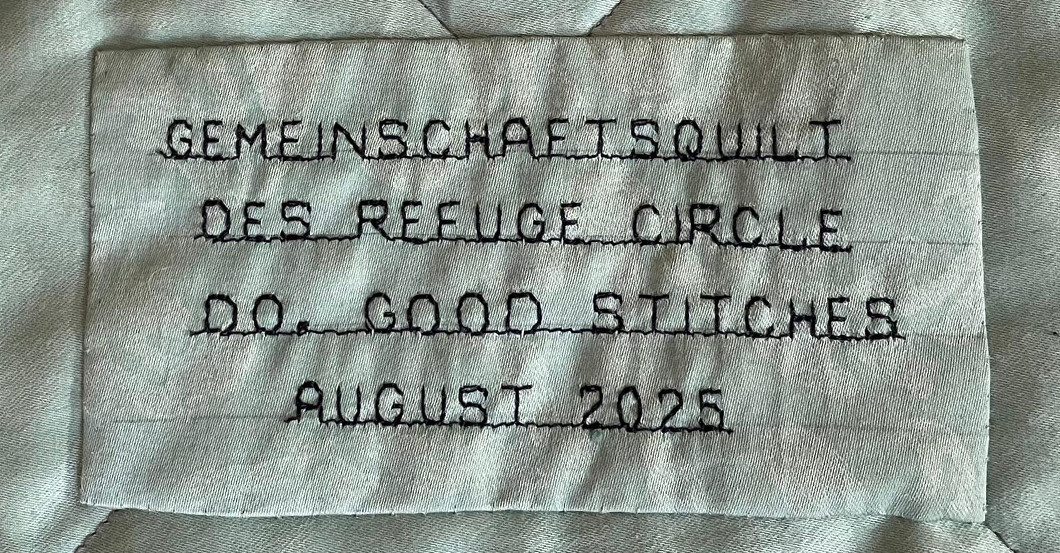 GEMEINSCHAFTSQUILT
DES REFUGE CIRCLE
DO. GOOD STITCHES
AUGUST 2025